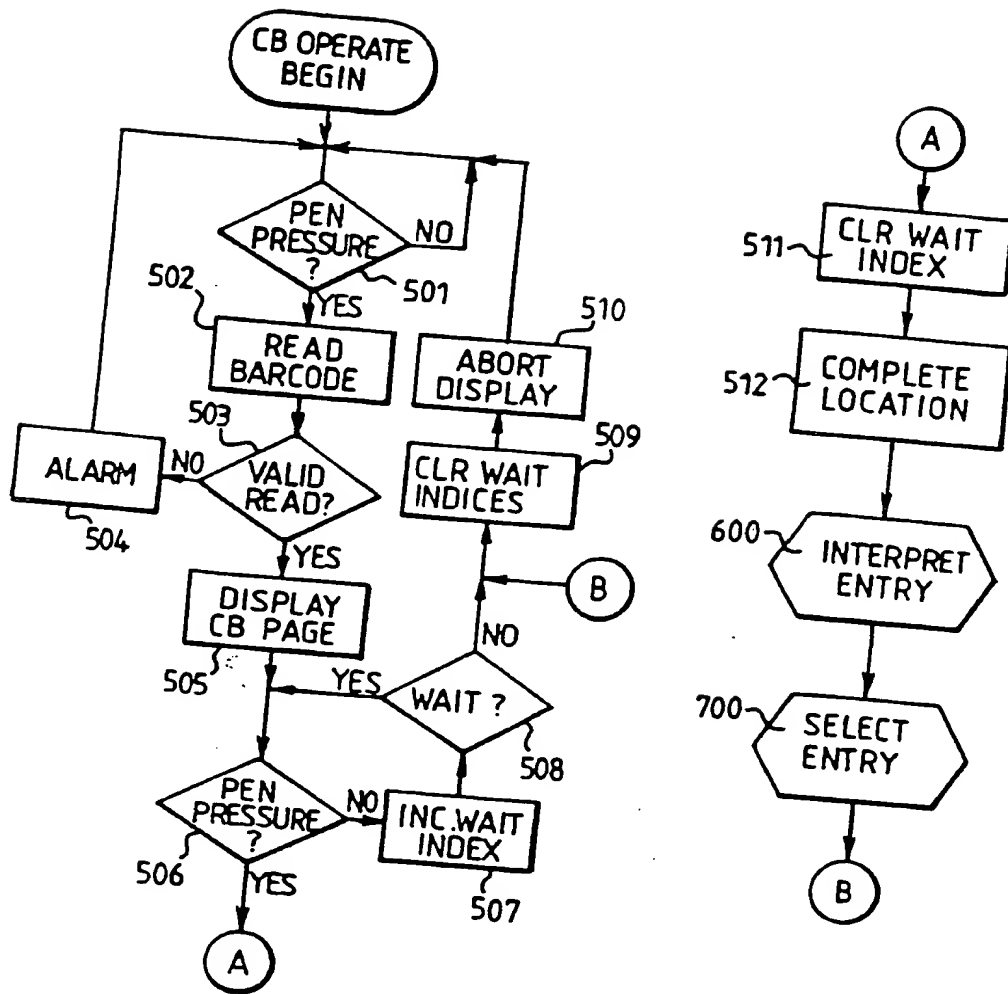 CB OPERATE
BEGIN
PEN
PRESSURE
?
NO
501
YES
502
READ
BARCODE
503
VALID
READ?
NO
ALARM
504
YES
DISPLAY
CB PAGE
505
PEN
PRESSURE
?
506
NO
YES
A
INC.WAIT
INDEX
507
WAIT ?
508
YES
NO
B
CLR WAIT
INDICES
509
ABORT
DISPLAY
510
A
CLR WAIT
INDEX
511
COMPLETE
LOCATION
512
INTERPRET
ENTRY
600
SELECT
ENTRY
700
B